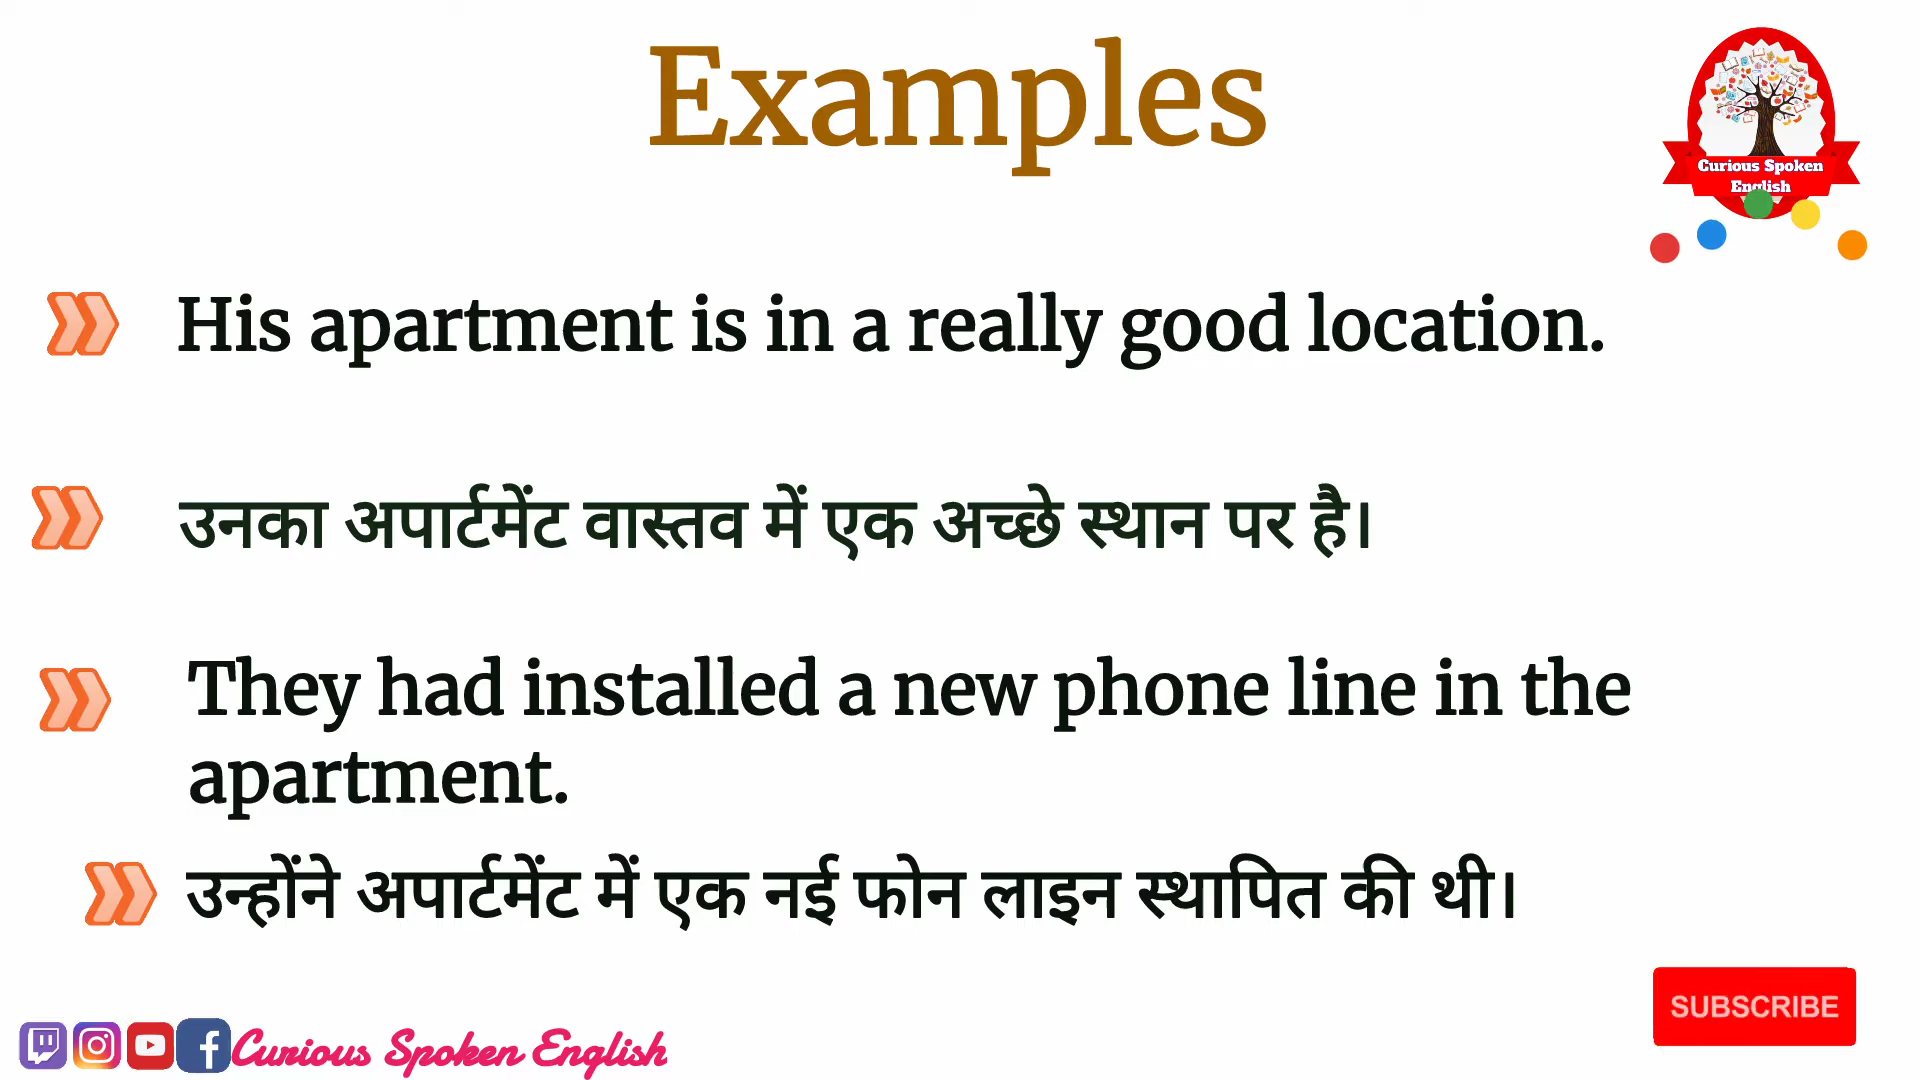 Examples
Curious Spoken
English
His apartment is in a really good location.
उनका अपार्टमेंट वास्तव में एक अच्छे स्थान पर है।
They had installed a new phone line in the
apartment.
उन्होंने अपार्टमेंट में एक नई फोन लाइन स्थापित की थी।
SUBSCRIBE
Curious Spoken English